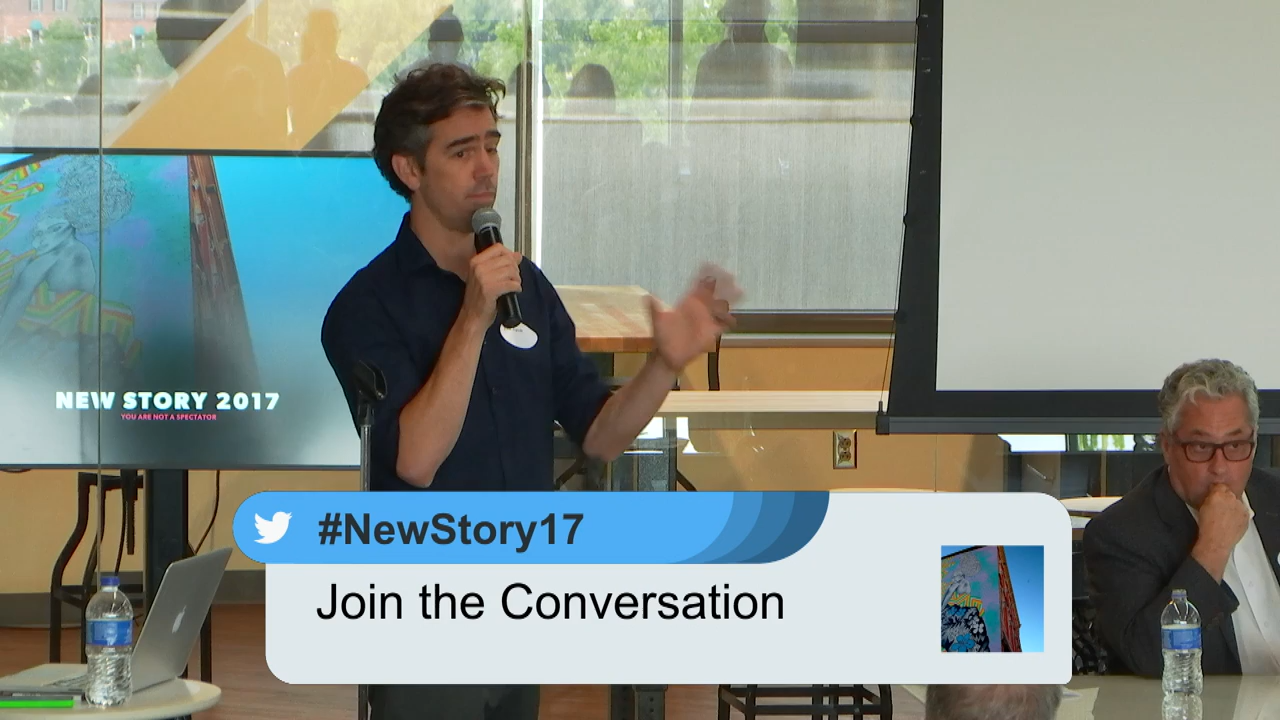 NEW STORY 2017
YOU ARE NOT A SPECTATOR
#NewStory17
Join the Conversation